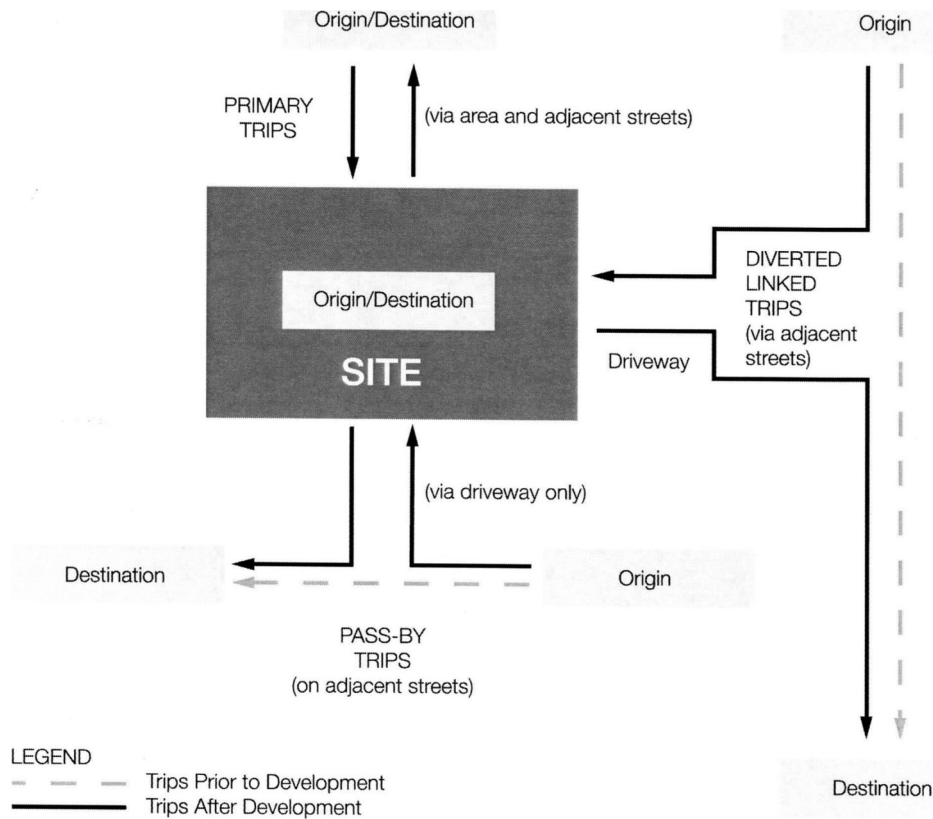 Origin/Destination
Origin
PRIMARY
TRIPS
(via area and adjacent streets)
Origin/Destination
SITE
DIVERTED
LINKED
TRIPS
(via adjacent
streets)
Driveway
(via driveway only)
Destination
Origin
PASS-BY
TRIPS
(on adjacent streets)
LEGEND
Trips Prior to Development
Trips After Development
Destination